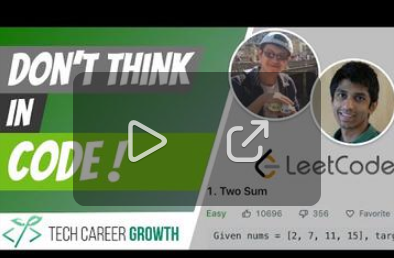 DON'T THINK
IN
CODE!
TECH CAREER GROWTH
LeetCode
1. Two Sum
Easy 10696 356 Favorite
Given nums = [2, 7, 11, 15],